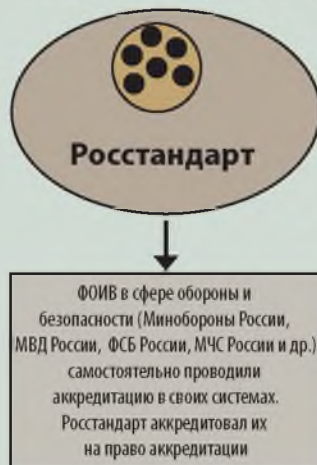 Росстандарт
ФОИВ в сфере обороны и
безопасности (Минобороны России,
МВД России, ФСБ России, МЧС России и др.)
самостоятельно проводили
аккредитацию в своих системах.
Росстандарт аккредитовал их
на право аккредитации